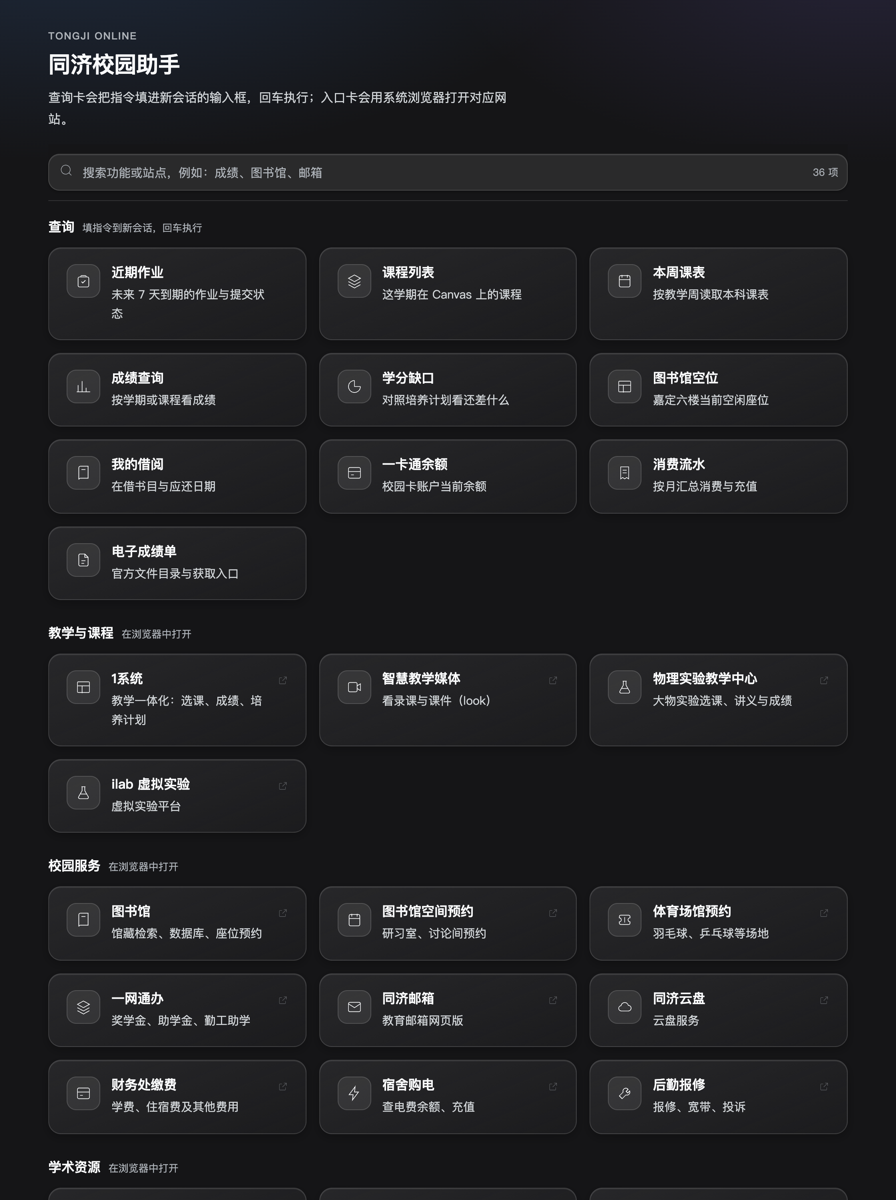 TONGJI ONLINE
同济校园助手
查询卡会把指令填进新会话的输入框，回车执行；入口卡会用系统浏览器打开对应网
站。
搜索功能或站点，例如：成绩、图书馆、邮箱
36 项
查询 填指令到新会话，回车执行
近期作业
未来 7 天到期的作业与提交状
态
课程列表
这学期在 Canvas 上的课程
本周课表
按教学周读取本科课表
成绩查询
按学期或课程看成绩
学分缺口
对照培养计划看还差什么
图书馆空位
嘉定六楼当前空闲座位
我的借阅
在借书目与应还日期
一卡通余额
校园卡账户当前余额
消费流水
按月汇总消费与充值
电子成绩单
官方文件目录与获取入口
教学与课程 在浏览器中打开
1系统
教学一体化：选课、成绩、培
养计划
智慧教学媒体
看录课与课件（look）
物理实验教学中心
大物实验选课、讲义与成绩
ilab 虚拟实验
虚拟实验平台
校园服务 在浏览器中打开
图书馆
馆藏检索、数据库、座位预约
图书馆空间预约
研习室、讨论间预约
体育场馆预约
羽毛球、乒乓球等场地
一网通办
奖学金、助学金、勤工助学
同济邮箱
教育邮箱网页版
同济云盘
云盘服务
财务处缴费
学费、住宿费及其他费用
宿舍购电
查电费余额、充值
后勤报修
报修、宽带、投诉
学术资源 在浏览器中打开